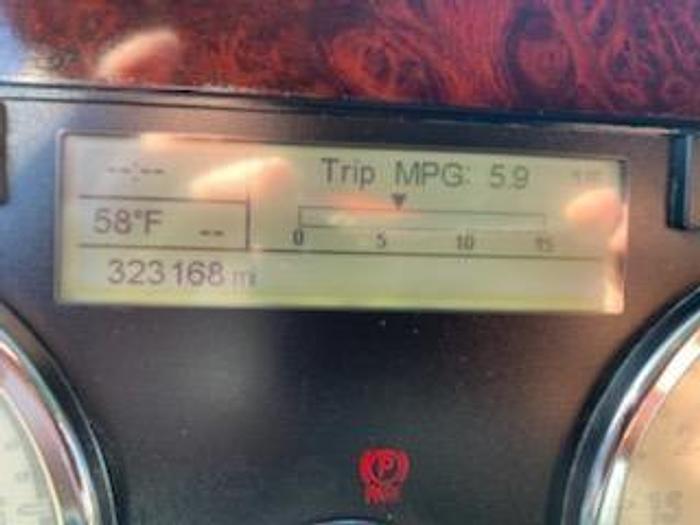 --:--
Trip MPG: 5.9
58°F --
0 5 10 15
323168 mi
P